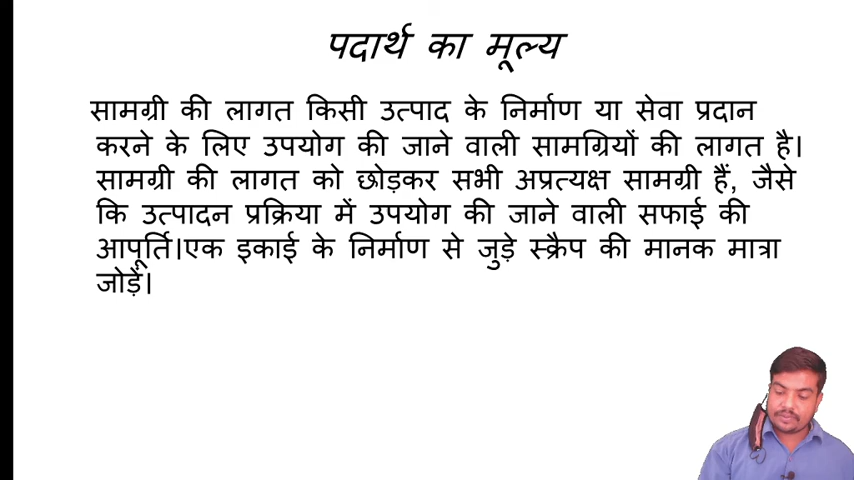 पदार्थ का मूल्य
सामग्री की लागत किसी उत्पाद के निर्माण या सेवा प्रदान
करने के लिए उपयोग की जाने वाली सामग्रियों की लागत है।
सामग्री की लागत को छोड़कर सभी अप्रत्यक्ष सामग्री हैं, जैसे
कि उत्पादन प्रक्रिया में उपयोग की जाने वाली सफाई की
आपूर्ति।एक इकाई के निर्माण से जुड़े स्क्रैप की मानक मात्रा
जोड़ें।